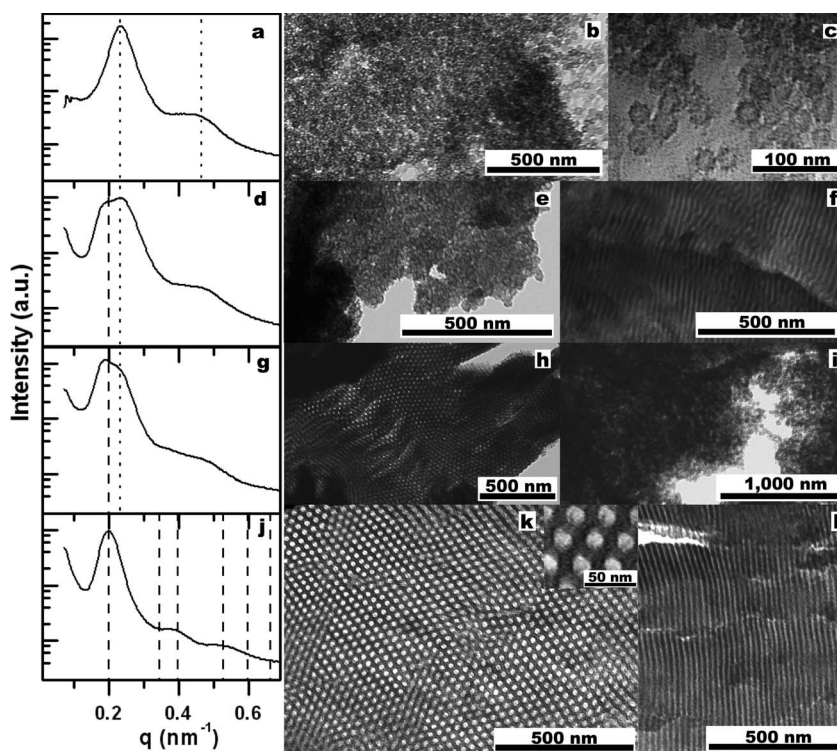 a
b
500 nm
c
100 nm
d
e
500 nm
f
500 nm
g
h
500 nm
i
1,000 nm
j
k
50 nm
500 nm
l
500 nm
Intensity (a.u.)
0.2 0.4 0.6
q (nm⁻¹)